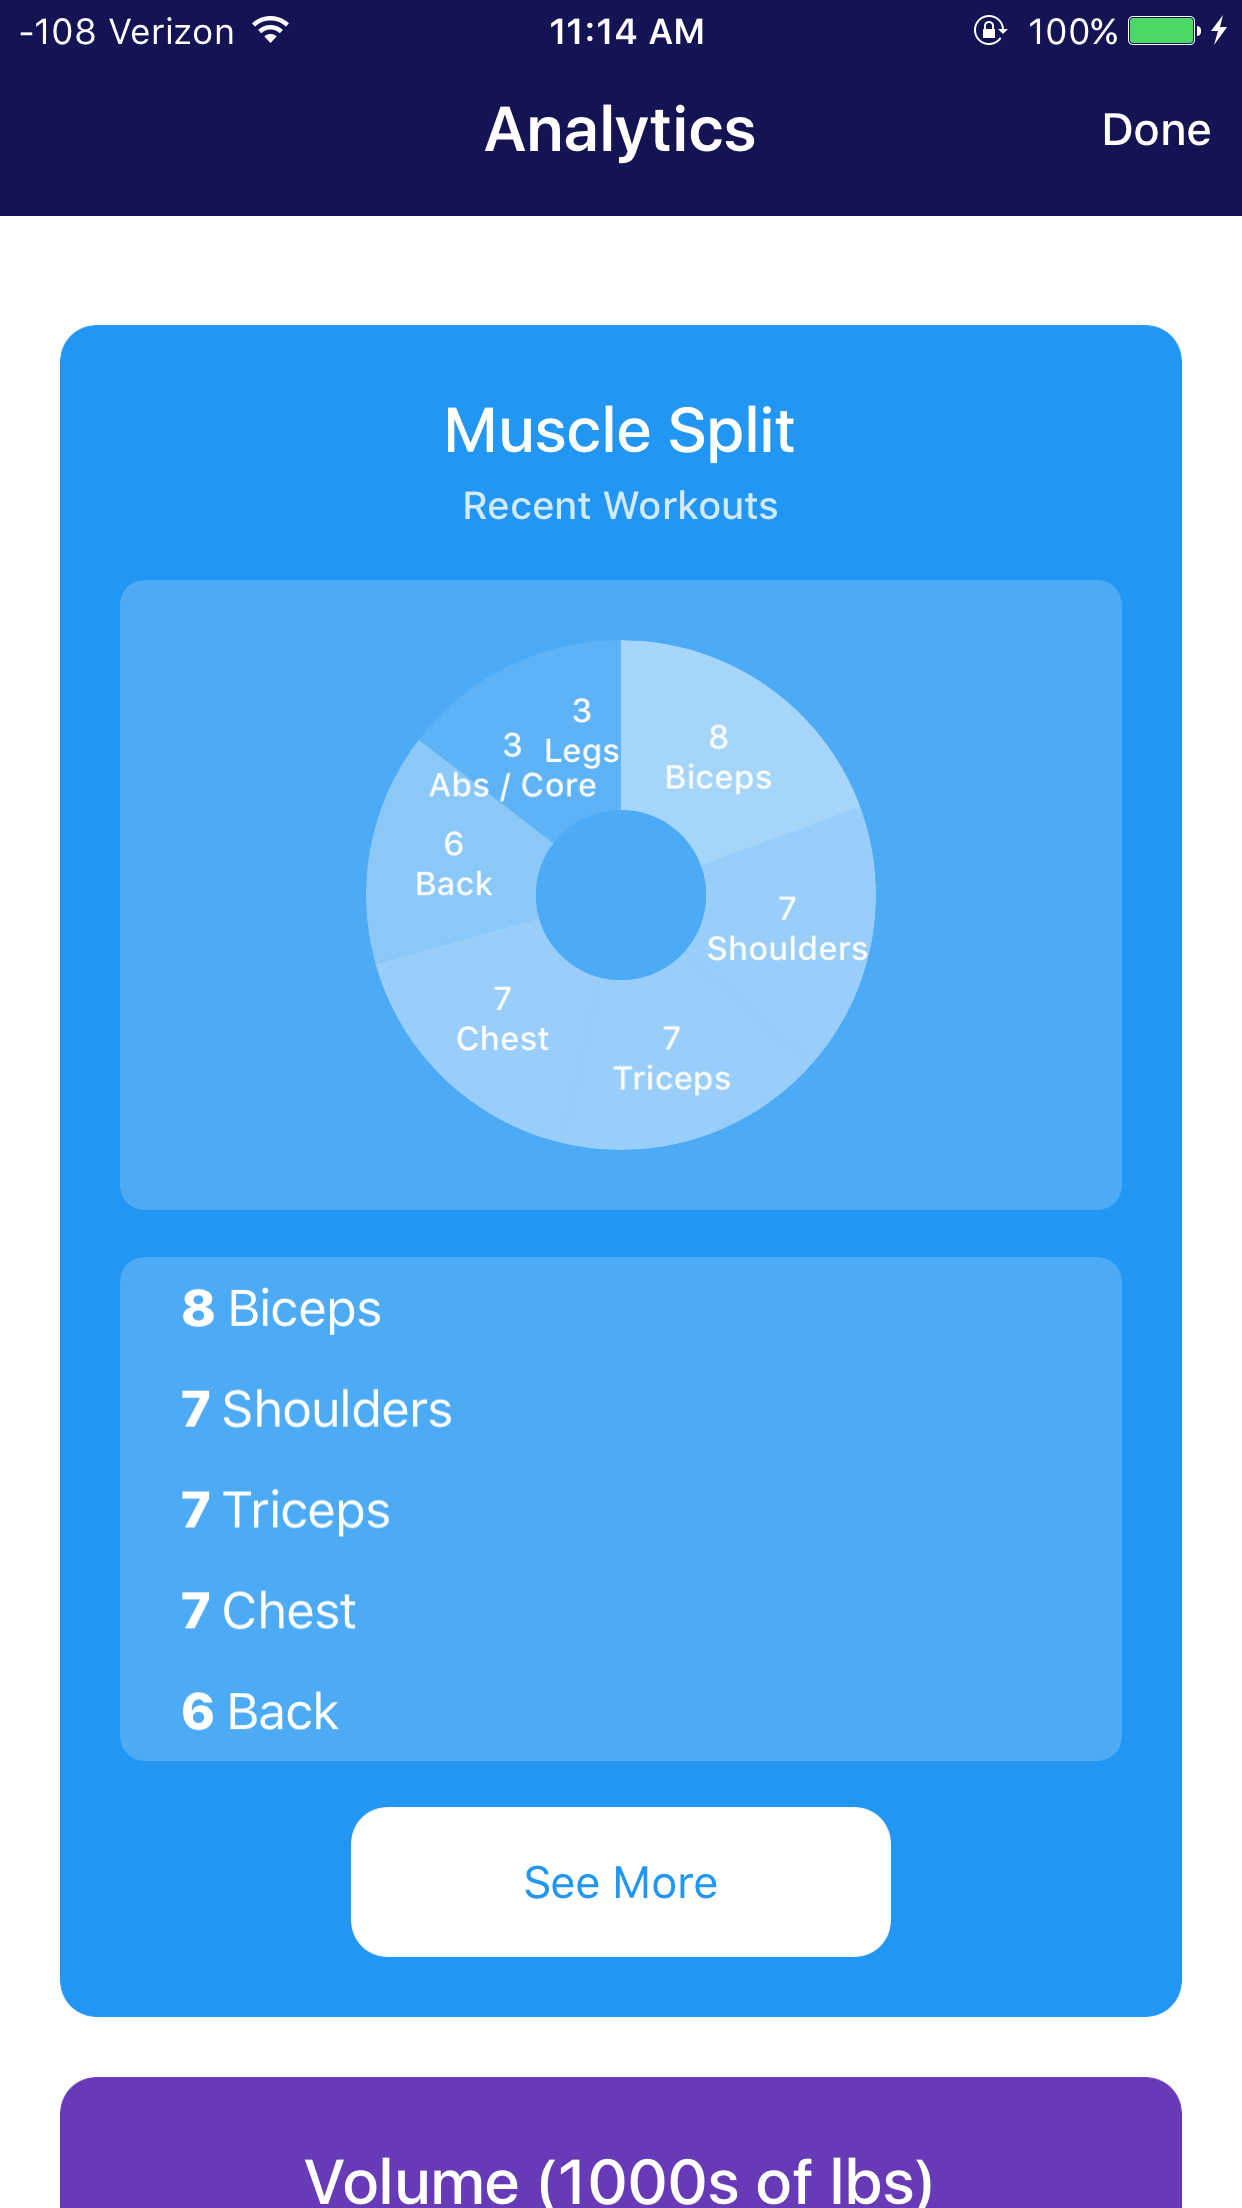 -108 Verizon 11:14 AM 100%
Analytics Done
Muscle Split
Recent Workouts
3
Legs
3
Abs / Core
8
Biceps
6
Back
7
Shoulders
7
Chest
7
Triceps
8 Biceps
7 Shoulders
7 Triceps
7 Chest
6 Back
See More
Volume (1000s of lbs)